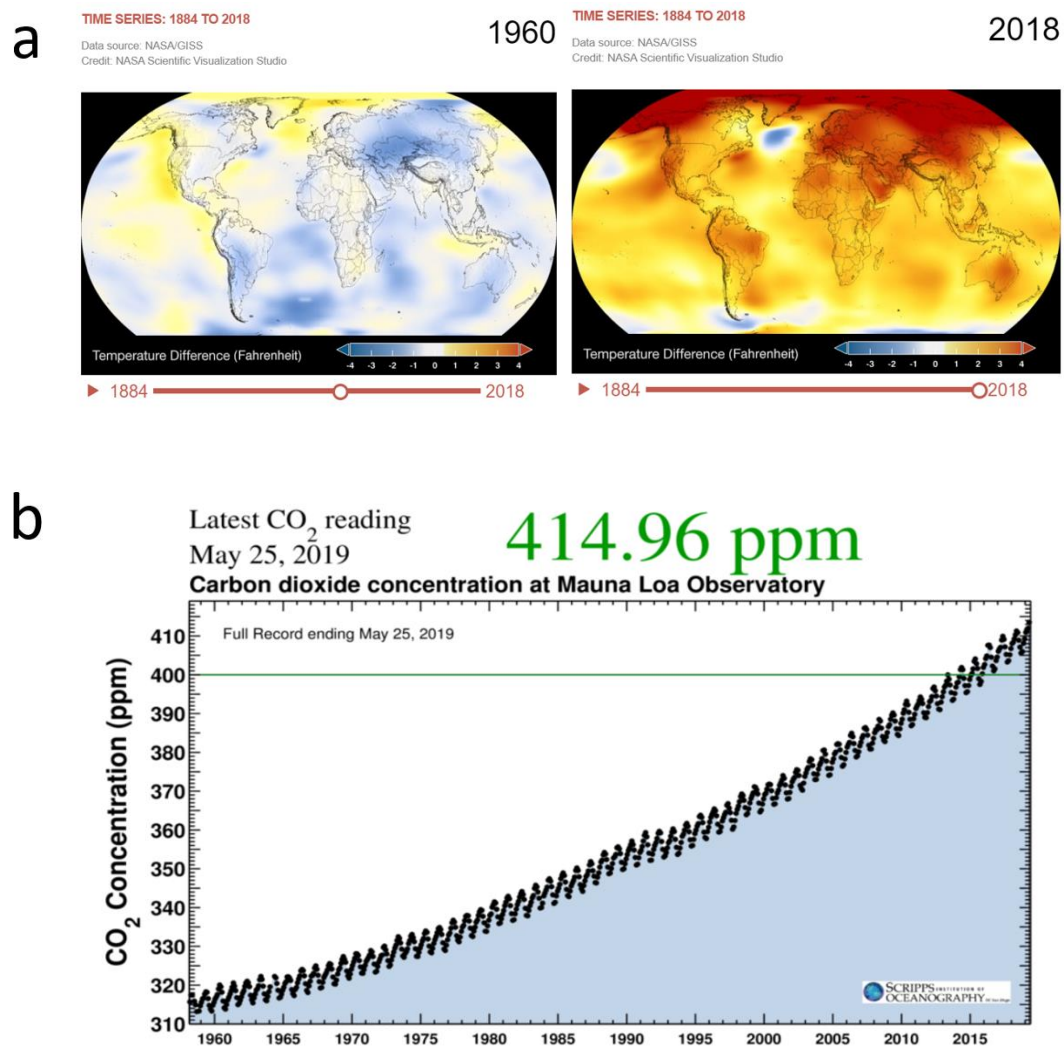 a
TIME SERIES: 1884 TO 2018
1960
Data source: NASA/GISS
Credit: NASA Scientific Visualization Studio
Temperature Difference (Fahrenheit)
-4 -3 -2 -1 0 1 2 3 4
1884 2018
TIME SERIES: 1884 TO 2018
2018
Data source: NASA/GISS
Credit: NASA Scientific Visualization Studio
Temperature Difference (Fahrenheit)
-4 -3 -2 -1 0 1 2 3 4
1884 2018
b
Latest CO2 reading
May 25, 2019
414.96 ppm
Carbon dioxide concentration at Mauna Loa Observatory
Full Record ending May 25, 2019
CO2 Concentration (ppm)
410
400
390
380
370
360
350
340
330
320
310
1960 1965 1970 1975 1980 1985 1990 1995 2000 2005 2010 2015
SCRIPPS INSTITUTION OF
OCEANOGRAPHY